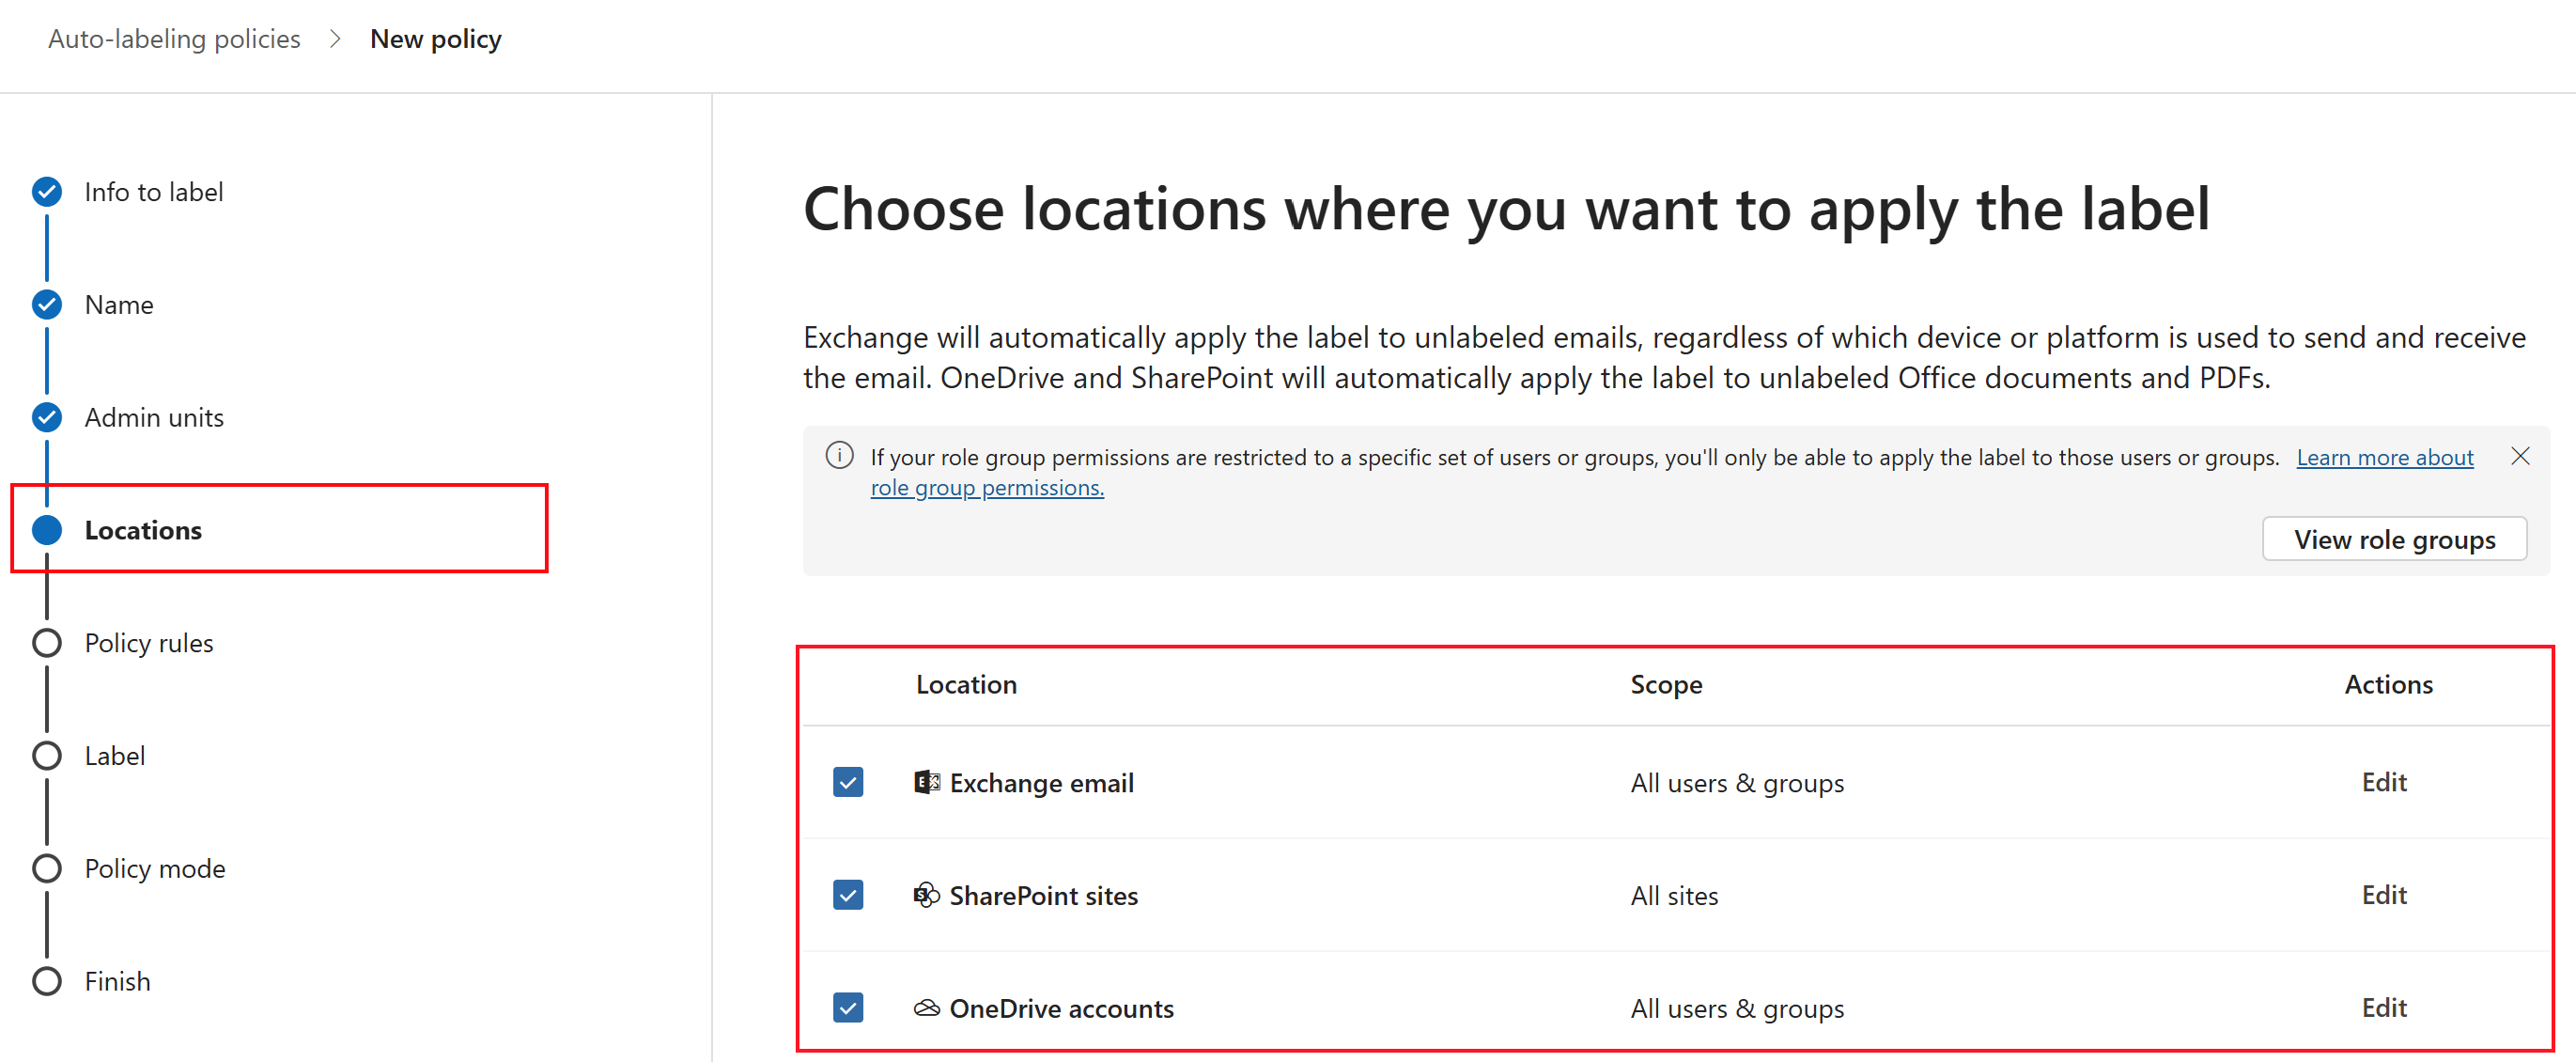 Auto-labeling policies > New policy
Info to label
Name
Admin units
Locations
Policy rules
Label
Policy mode
Finish
Choose locations where you want to apply the label
Exchange will automatically apply the label to unlabeled emails, regardless of which device or platform is used to send and receive
the email. OneDrive and SharePoint will automatically apply the label to unlabeled Office documents and PDFs.
If your role group permissions are restricted to a specific set of users or groups, you'll only be able to apply the label to those users or groups. Learn more about
role group permissions.
View role groups
Location Scope Actions
Exchange email All users & groups Edit
SharePoint sites All sites Edit
OneDrive accounts All users & groups Edit